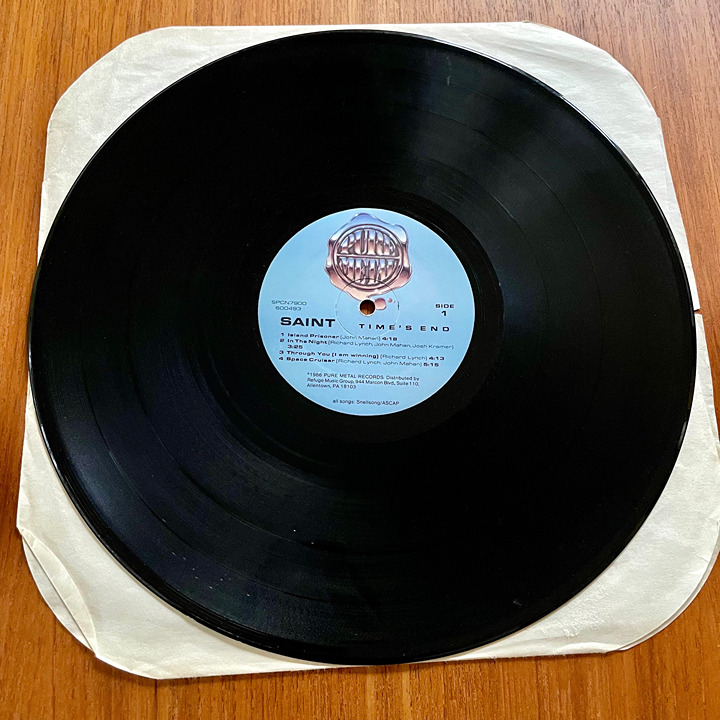 PURE
METAL
SPCN7900
600493
SIDE
1
SAINT TIME'S END
1 Island Prisoner (John Mahan) 4:18
2 In The Night (Richard Lynch, John Mahan, Josh Kramer)
3:25
3 Through You (I am winning) (Richard Lynch) 4:13
4 Space Cruiser (Richard Lynch, John Mahan) 5:15
℗1986 PURE METAL RECORDS Distributed by
Refuge Music Group, 944 Marcon Blvd., Suite 110,
Allentown, PA 18103
all songs: Snellsong/ASCAP